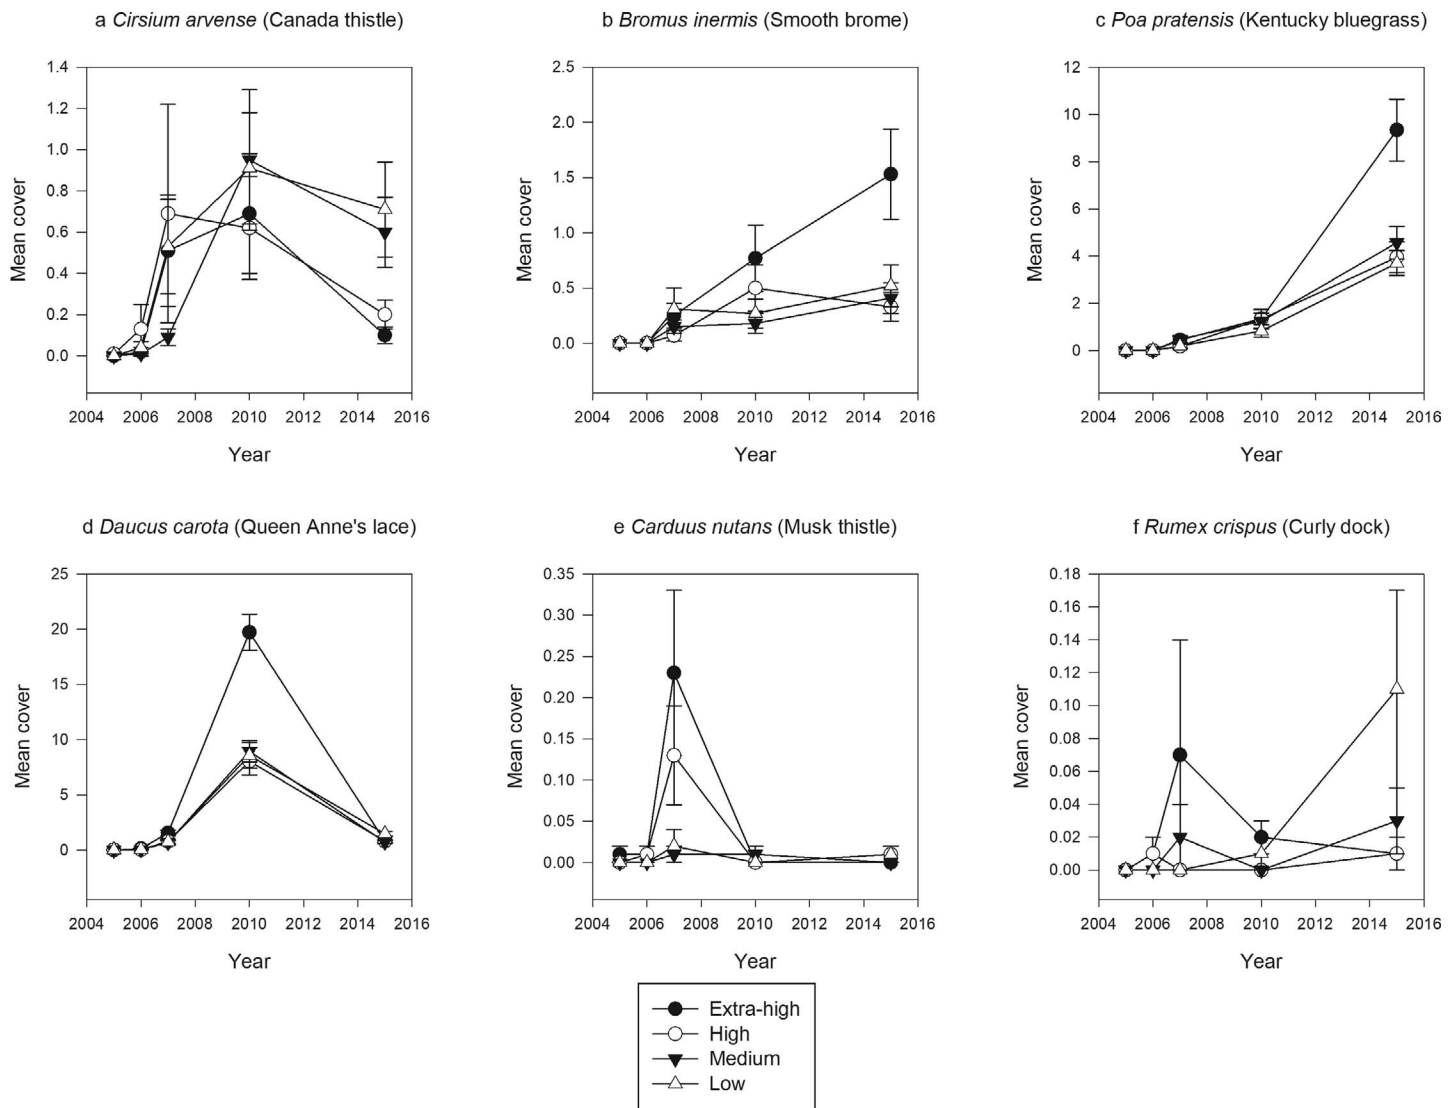 a Cirsium arvense (Canada thistle)
b Bromus inermis (Smooth brome)
c Poa pratensis (Kentucky bluegrass)
1.4
1.2
1.0
0.8
0.6
0.4
0.2
0.0
Mean cover
2004 2006 2008 2010 2012 2014 2016
Year
2.5
2.0
1.5
1.0
0.5
0.0
Mean cover
2004 2006 2008 2010 2012 2014 2016
Year
12
10
8
6
4
2
0
Mean cover
2004 2006 2008 2010 2012 2014 2016
Year
d Daucus carota (Queen Anne's lace)
e Carduus nutans (Musk thistle)
f Rumex crispus (Curly dock)
25
20
15
10
5
0
Mean cover
2004 2006 2008 2010 2012 2014 2016
Year
0.35
0.30
0.25
0.20
0.15
0.10
0.05
0.00
Mean cover
2004 2006 2008 2010 2012 2014 2016
Year
0.18
0.16
0.14
0.12
0.10
0.08
0.06
0.04
0.02
0.00
Mean cover
2004 2006 2008 2010 2012 2014 2016
Year
Extra-high
High
Medium
Low